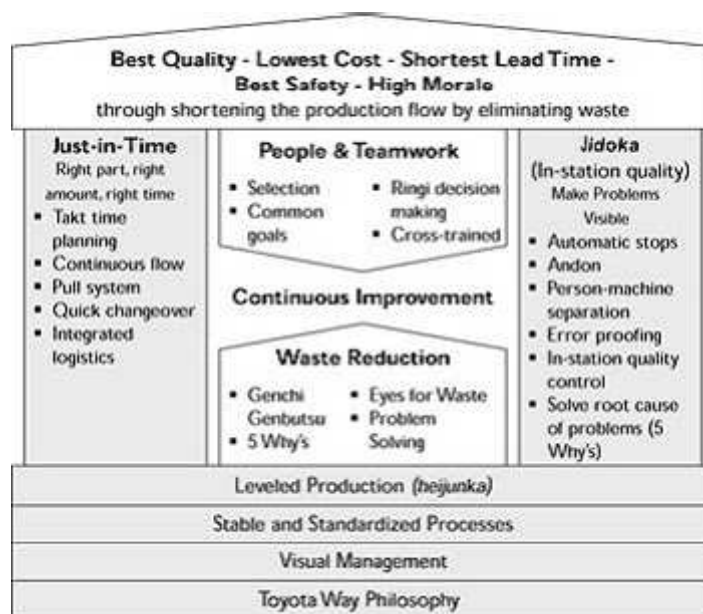 Best Quality - Lowest Cost - Shortest Lead Time -
Best Safety - High Morale
through shortening the production flow by eliminating waste
Just-in-Time
Right part, right
amount, right time
▪ Takt time
planning
▪ Continuous flow
▪ Pull system
▪ Quick changeover
▪ Integrated
logistics
People & Teamwork
▪ Selection
▪ Common
goals
▪ Ringi decision
making
▪ Cross-trained
Continuous Improvement
Waste Reduction
▪ Genchi
Genbutsu
▪ 5 Why's
▪ Eyes for Waste
▪ Problem
Solving
Jidoka
(In-station quality)
Make Problems
Visible
▪ Automatic stops
▪ Andon
▪ Person-machine
separation
▪ Error proofing
▪ In-station quality
control
▪ Solve root cause
of problems (5
Why's)
Leveled Production (heijunka)
Stable and Standardized Processes
Visual Management
Toyota Way Philosophy